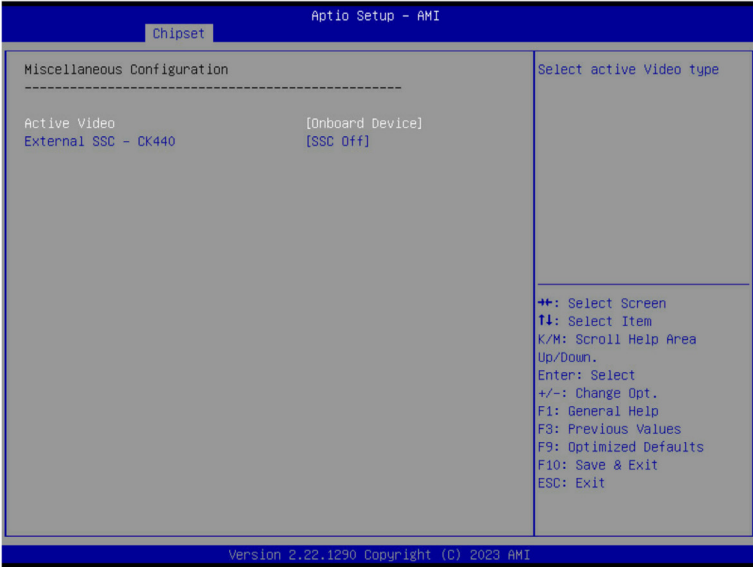 Aptio Setup – AMI
Chipset
Miscellaneous Configuration
--------------------------------------------------
Active Video [Onboard Device]
External SSC – CK440 [SSC Off]
Select active Video type
→←: Select Screen
↑↓: Select Item
K/M: Scroll Help Area
Up/Down.
Enter: Select
+/-: Change Opt.
F1: General Help
F3: Previous Values
F9: Optimized Defaults
F10: Save & Exit
ESC: Exit
Version 2.22.1290 Copyright (C) 2023 AMI